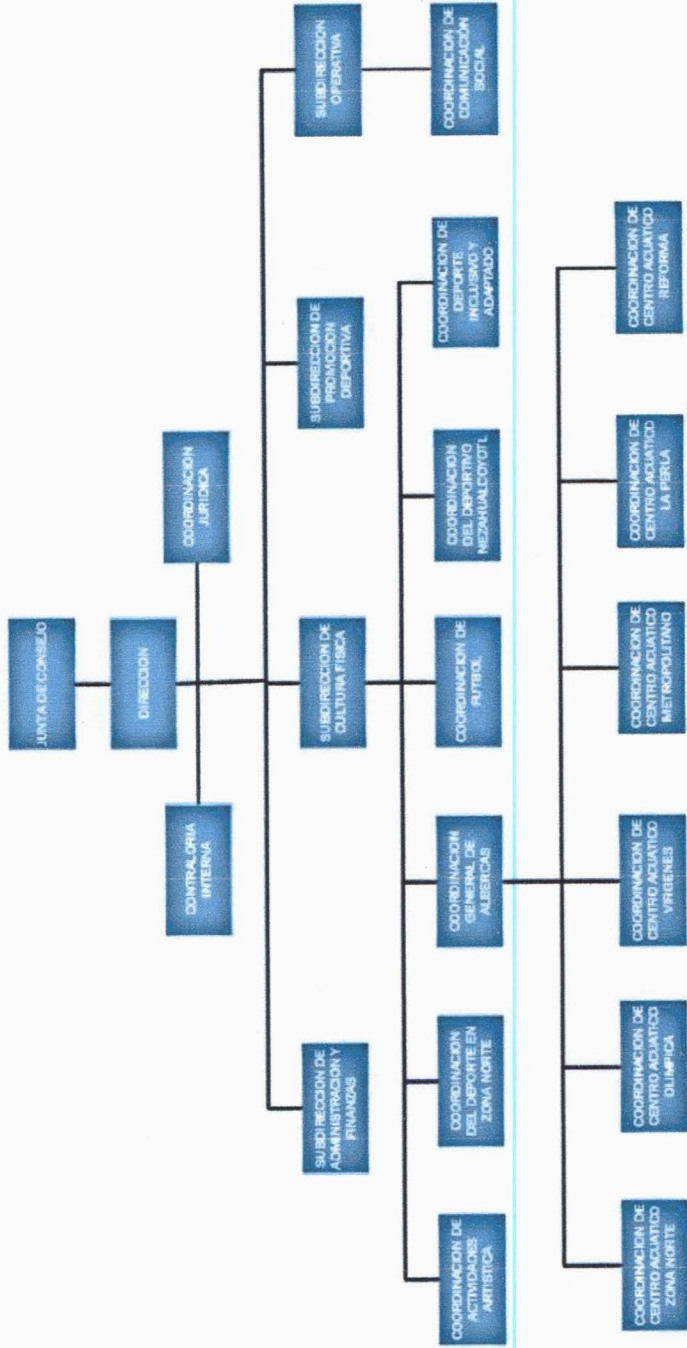 JUNTA DE CONSEJO
DIRECCION
CONTRALORIA
INTERNA
COORDINACION
JURIDICA
SUBDIRECCION DE
ADMINISTRACION Y
FINANZAS
SUBDIRECCION DE
CULTURA FISICA
SUBDIRECCION DE
PROMOCION
DEPORTIVA
SUBDIRECCION
OPERATIVA
COORDINACION DE
ACTIVIDADES
ARTISTICA
COORDINACION
DEL DEPORTE EN
ZONA NORTE
COORDINACION
GENERAL DE
ALBERCAS
COORDINACION DE
FUTBOL
COORDINACION
DEL DEPORTIVO
NEZAHUALCOYOTL
COORDINACION DE
DEPORTE
INCLUSIVO Y
ADAPTADO
COORDINACION DE
COMUNICACIÓN
SOCIAL
COORDINACION DE
CENTRO ACUATICO
ZONA NORTE
COORDINACION DE
CENTRO ACUATICO
OLIMPICA
COORDINACION DE
CENTRO ACUATICO
VIRGENES
COORDINACION DE
CENTRO ACUATICO
METROPOLITANO
COORDINACION DE
CENTRO ACUATICO
LA PERLA
COORDINACION DE
CENTRO ACUATICO
REFORMA